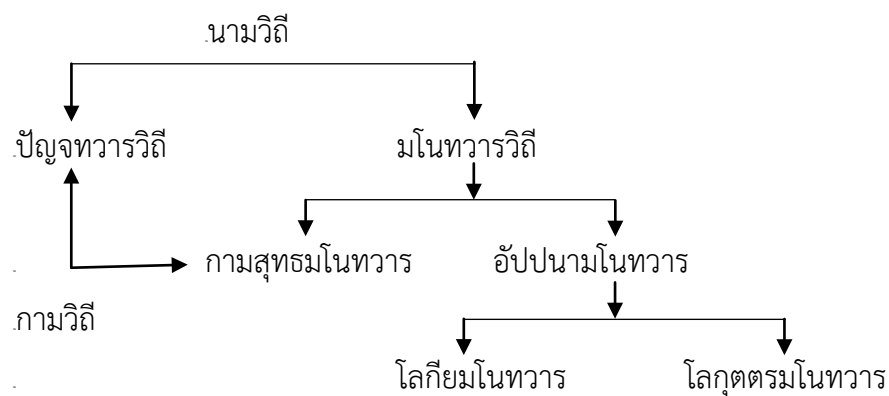 นามวิถี
ปัญจทวารวิถี มโนทวารวิถี
กามสุทธมโนทวาร อัปปนามโนทวาร
กามวิถี
โลกียมโนทวาร โลกุตตรมโนทวาร